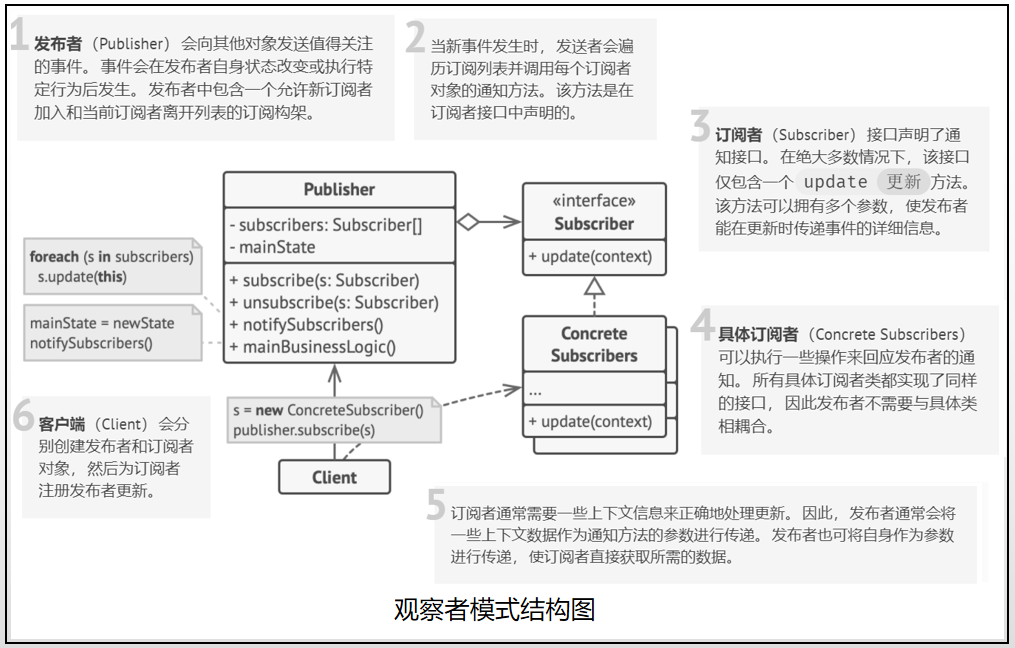 1
发布者（Publisher） 会向其他对象发送值得关注
的事件。 事件会在发布者自身状态改变或执行特
定行为后发生。 发布者中包含一个允许新订阅者
加入和当前订阅者离开列表的订阅构架。
2
当新事件发生时， 发送者会遍
历订阅列表并调用每个订阅者
对象的通知方法。 该方法是在
订阅者接口中声明的。
3
订阅者 （Subscriber） 接口声明了通
知接口。 在绝大多数情况下， 该接口
仅包含一个 update 更新 方法。
该方法可以拥有多个参数， 使发布者
能在更新时传递事件的详细信息。
Publisher
- subscribers: Subscriber[]
- mainState
+ subscribe(s: Subscriber)
+ unsubscribe(s: Subscriber)
+ notifySubscribers()
+ mainBusinessLogic()
«interface»
Subscriber
+ update(context)
foreach (s in subscribers)
s.update(this)
mainState = newState
notifySubscribers()
Concrete
Subscribers
...
+ update(context)
4
具体订阅者 （Concrete Subscribers）
可以执行一些操作来回应发布者的通
知。 所有具体订阅者类都实现了同样
的接口， 因此发布者不需要与具体类
相耦合。
s = new ConcreteSubscriber()
publisher.subscribe(s)
Client
6
客户端 （Client） 会分
别创建发布者和订阅者
对象， 然后为订阅者
注册发布者更新。
5
订阅者通常需要一些上下文信息来正确地处理更新。 因此， 发布者通常会将
一些上下文数据作为通知方法的参数进行传递。 发布者也可将自身作为参数
进行传递， 使订阅者直接获取所需的数据。
观察者模式结构图